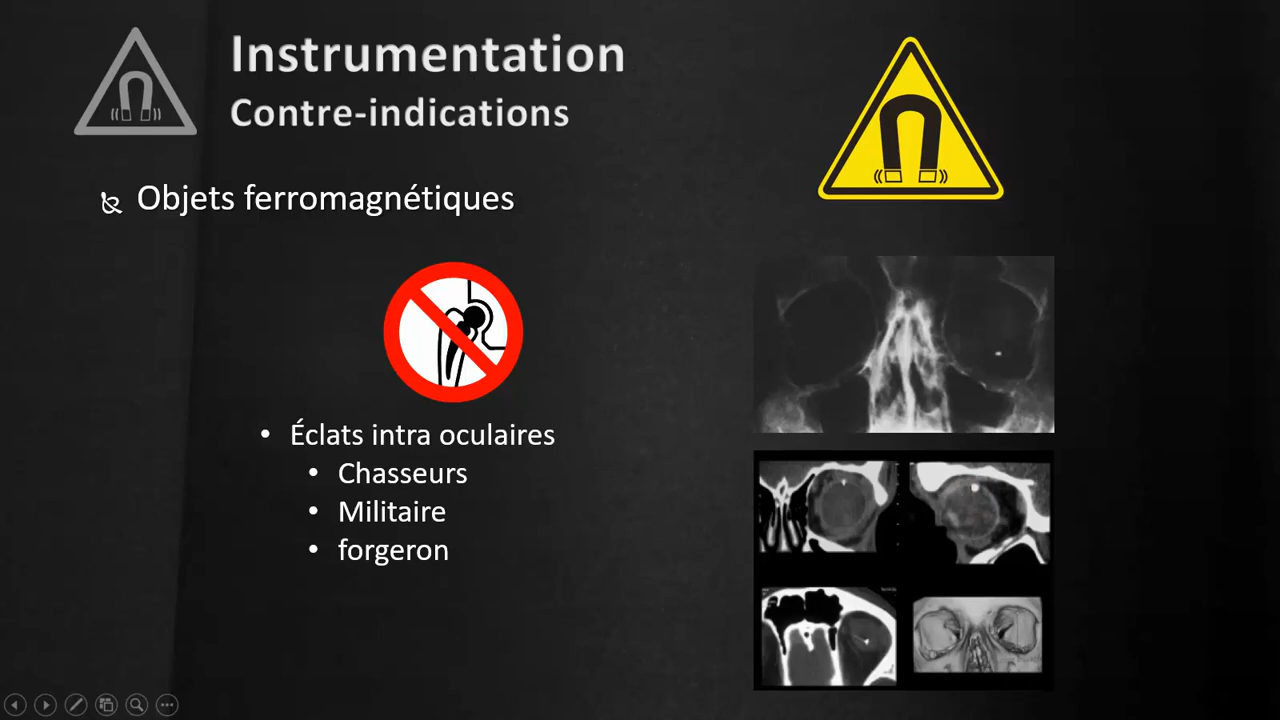 Instrumentation
Contre-indications
Objets ferromagnétiques
• Éclats intra oculaires
• Chasseurs
• Militaire
• forgeron